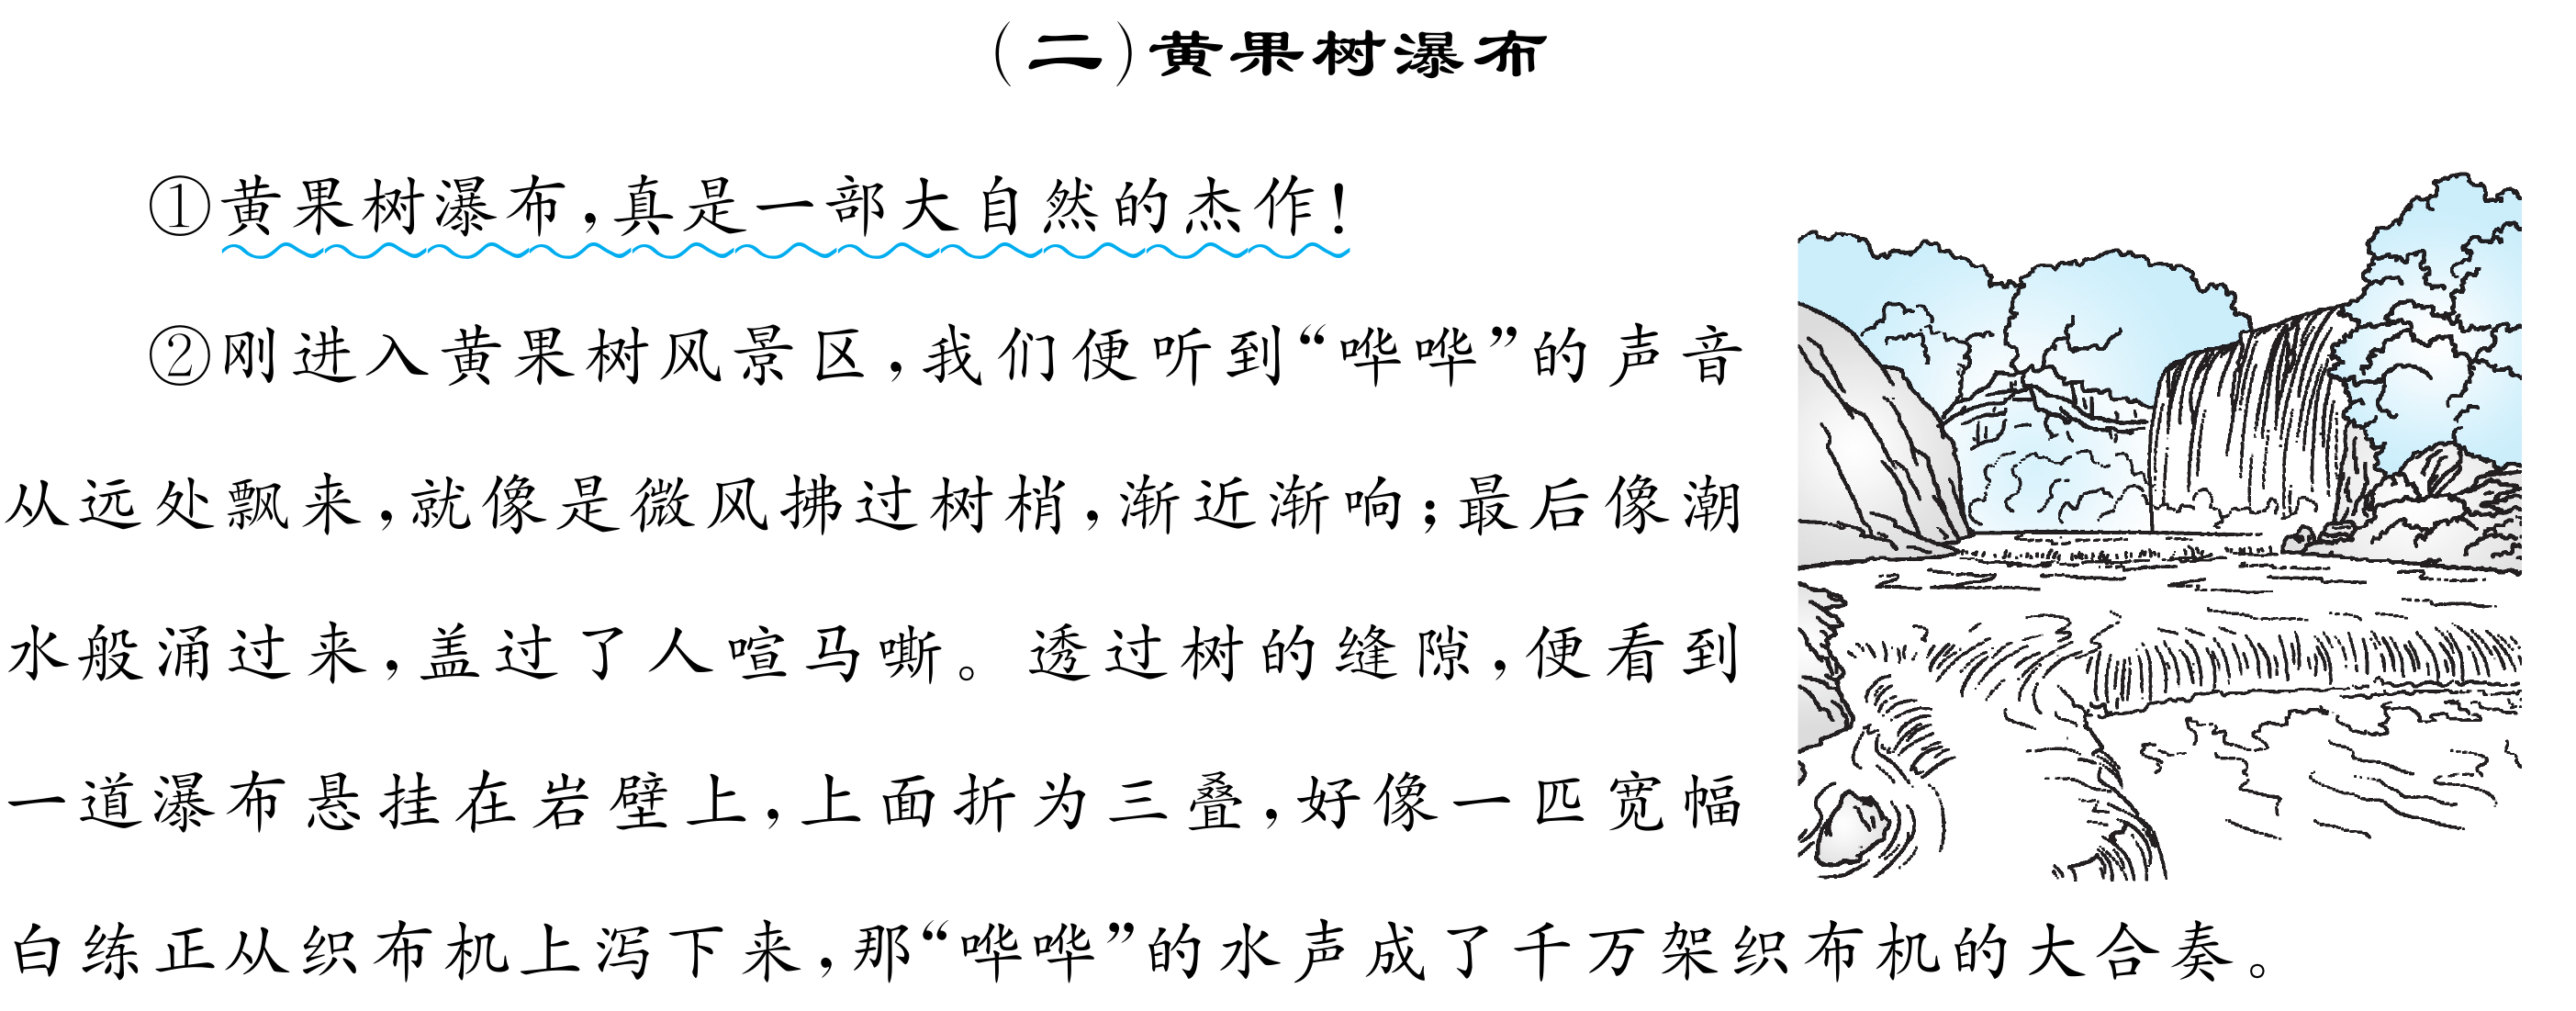 （二）黄果树瀑布
①黄果树瀑布，真是一部大自然的杰作！
②刚进入黄果树风景区，我们便听到“哗哗”的声音
从远处飘来，就像是微风拂过树梢，渐近渐响；最后像潮
水般涌过来，盖过了人喧马嘶。透过树的缝隙，便看到
一道瀑布悬挂在岩壁上，上面折为三叠，好像一匹宽幅
白练正从织布机上泻下来，那“哗哗”的水声成了千万架织布机的大合奏。